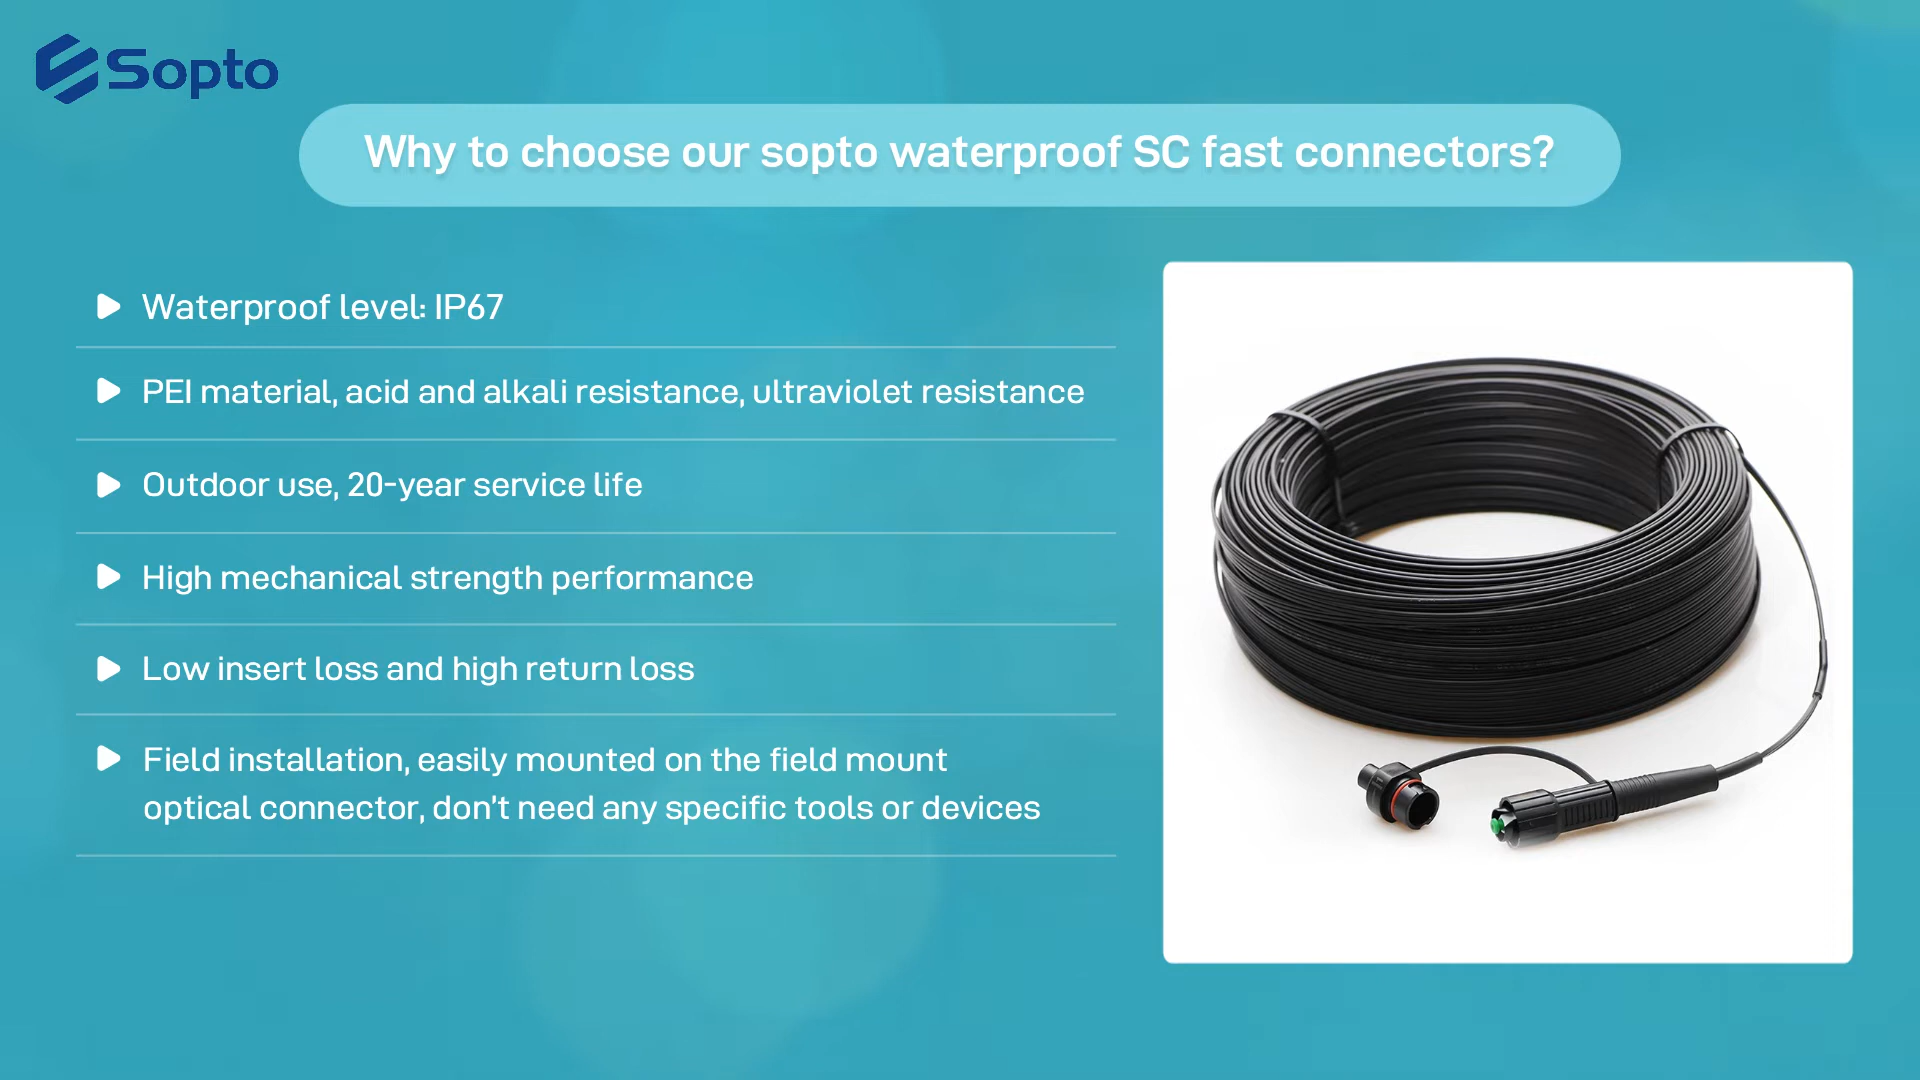 Sopto
Why to choose our sopto waterproof SC fast connectors?
Waterproof level: IP67
PEI material, acid and alkali resistance, ultraviolet resistance
Outdoor use, 20-year service life
High mechanical strength performance
Low insert loss and high return loss
Field installation, easily mounted on the field mount
optical connector, don't need any specific tools or devices